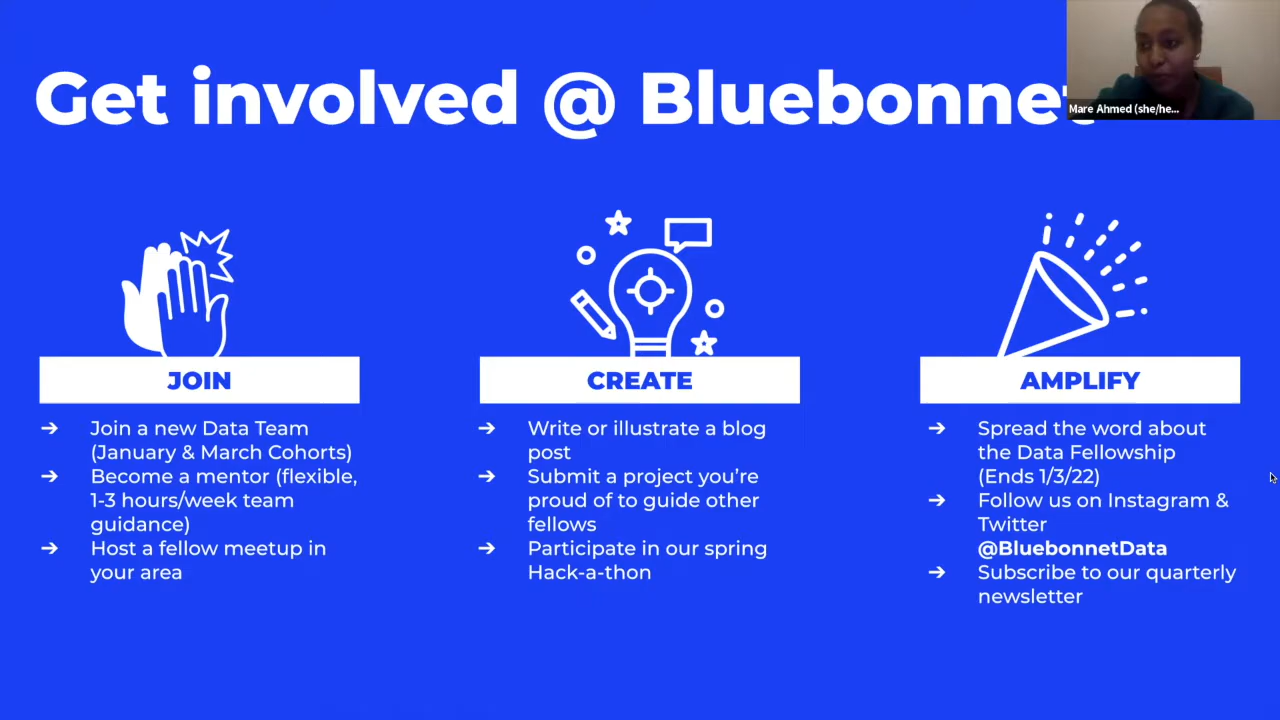 Get involved @ Bluebonnet
Mare Ahmed (she/he...
JOIN
Join a new Data Team
(January & March Cohorts)
Become a mentor (flexible,
1-3 hours/week team
guidance)
Host a fellow meetup in
your area
CREATE
Write or illustrate a blog
post
Submit a project you're
proud of to guide other
fellows
Participate in our spring
Hack-a-thon
AMPLIFY
Spread the word about
the Data Fellowship
(Ends 1/3/22)
Follow us on Instagram &
Twitter
@BluebonnetData
Subscribe to our quarterly
newsletter